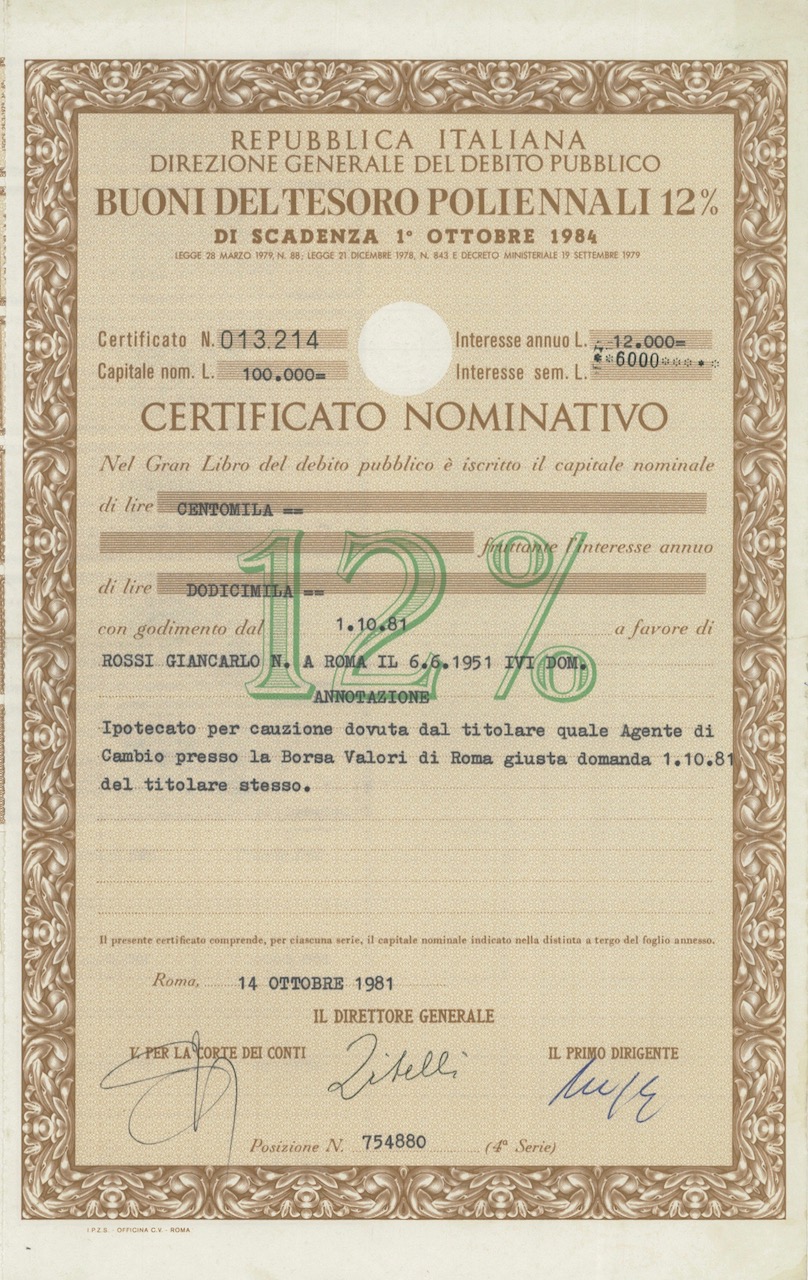 REPUBBLICA ITALIANA
DIREZIONE GENERALE DEL DEBITO PUBBLICO
BUONI DEL TESORO POLIENNALI 12%
DI SCADENZA 1º OTTOBRE 1984
LEGGE 28 MARZO 1979, N. 88; LEGGE 21 DICEMBRE 1978, N. 843 E DECRETO MINISTERIALE 19 SETTEMBRE 1979
Certificato N. 013.214 Interesse annuo L. 12.000=
Capitale nom. L. 100.000= Interesse sem. L. **6000*****
CERTIFICATO NOMINATIVO
Nel Gran Libro del debito pubblico è iscritto il capitale nominale
di lire CENTOMILA ==
fruttante l'interesse annuo
di lire DODICIMILA ==
12%
con godimento dal 1.10.81 a favore di
ROSSI GIANCARLO N. A ROMA IL 6.6.1951 IVI DOM.
ANNOTAZIONE
Ipotecato per cauzione dovuta dal titolare quale Agente di
Cambio presso la Borsa Valori di Roma giusta domanda 1.10.81
del titolare stesso.
Il presente certificato comprende, per ciascuna serie, il capitale nominale indicato nella distinta a tergo del foglio annesso.
Roma, 14 OTTOBRE 1981
IL DIRETTORE GENERALE
V. PER LA CORTE DEI CONTI Zitelli IL PRIMO DIRIGENTE
Posizione N. 754880 (4ª Serie)
I.P.Z.S. - OFFICINA C.V. - ROMA